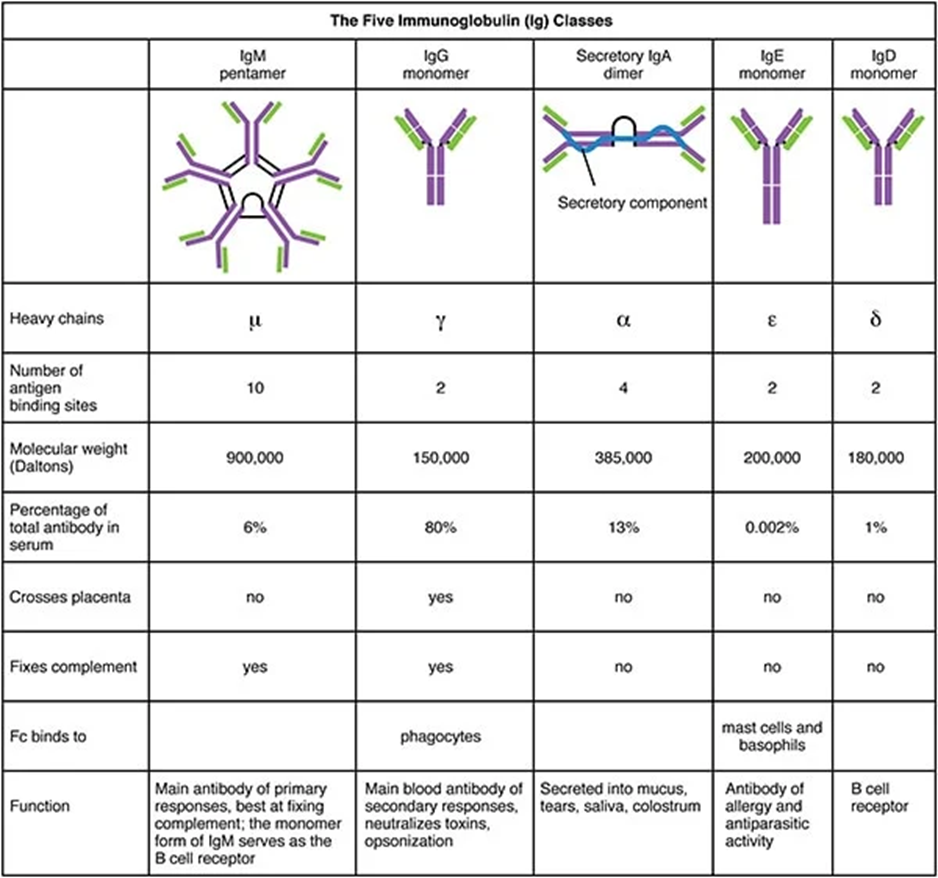 The Five Immunoglobulin (Ig) Classes
IgM
pentamer
IgG
monomer
Secretory IgA
dimer
IgE
monomer
IgD
monomer
Secretory component
Heavy chains
μ
γ
α
ε
δ
Number of
antigen
binding sites
10
2
4
2
2
Molecular weight
(Daltons)
900,000
150,000
385,000
200,000
180,000
Percentage of
total antibody in
serum
6%
80%
13%
0.002%
1%
Crosses placenta
no
yes
no
no
no
Fixes complement
yes
yes
no
no
no
Fc binds to
phagocytes
mast cells and
basophils
Function
Main antibody of primary
responses, best at fixing
complement; the monomer
form of IgM serves as the
B cell receptor
Main blood antibody of
secondary responses,
neutralizes toxins,
opsonization
Secreted into mucus,
tears, saliva, colostrum
Antibody of
allergy and
antiparasitic
activity
B cell
receptor